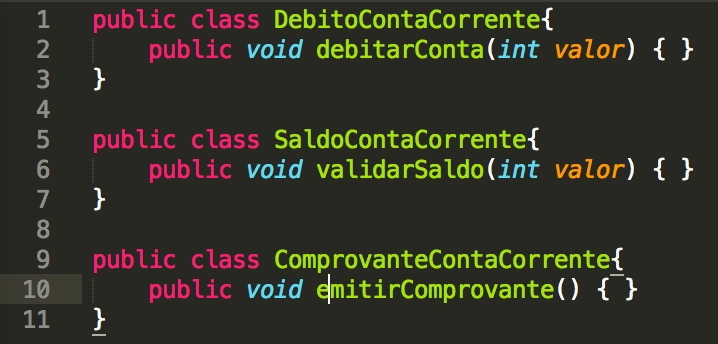 1 public class DebitoContaCorrente{
2 public void debitarConta(int valor) { }
3 }
4
5 public class SaldoContaCorrente{
6 public void validarSaldo(int valor) { }
7 }
8
9 public class ComprovanteContaCorrente{
10 public void emitirComprovante() { }
11 }